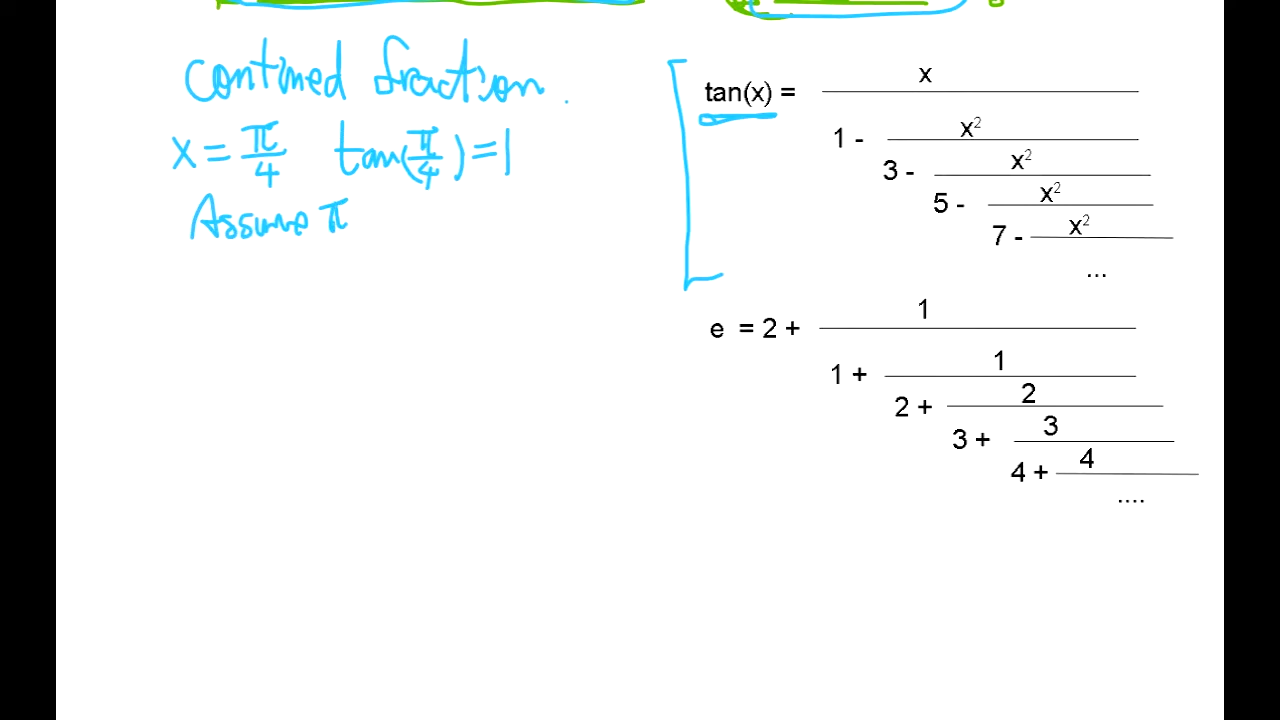 contined fraction.
x = π/4 tan(π/4) = 1
Assume π
tan(x) =
x
1 - x²
3 - x²
5 - x²
7 - x²
...
e = 2 +
1
1 + 1
2 + 2
3 + 3
4 + 4
....